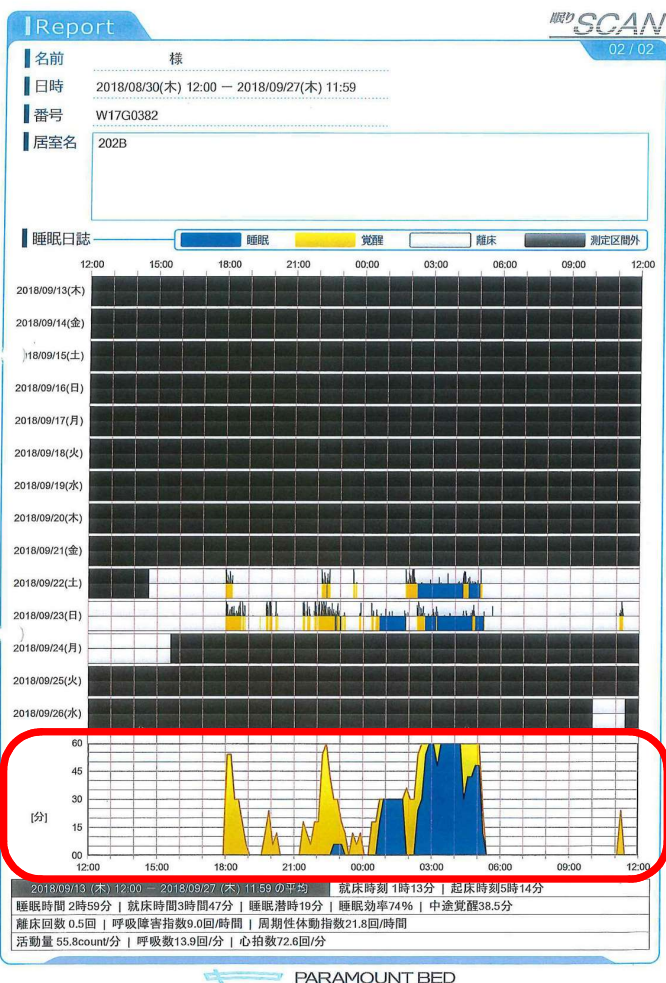 Report
眠りSCAN
02 / 02
名前 様
日時 2018/08/30(木) 12:00 － 2018/09/27(木) 11:59
番号 W17G0382
居室名 202B
睡眠日誌 睡眠 覚醒 離床 測定区間外
12:00 15:00 18:00 21:00 00:00 03:00 06:00 09:00 12:00
2018/09/13(木)
2018/09/14(金)
18/09/15(土)
2018/09/16(日)
2018/09/17(月)
2018/09/18(火)
2018/09/19(水)
2018/09/20(木)
2018/09/21(金)
2018/09/22(土)
2018/09/23(日)
2018/09/24(月)
2018/09/25(火)
2018/09/26(水)
60
45
30
[分]
15
00
12:00 15:00 18:00 21:00 00:00 03:00 06:00 09:00 12:00
2018/09/13 (木) 12:00 － 2018/09/27 (木) 11:59 の平均 就床時刻 1時13分 | 起床時刻5時14分
睡眠時間 2時59分 | 就床時間3時間47分 | 睡眠潜時19分 | 睡眠効率74% | 中途覚醒38.5分
離床回数 0.5回 | 呼吸障害指数9.0回/時間 | 周期性体動指数21.8回/時間
活動量 55.8count/分 | 呼吸数13.9回/分 | 心拍数72.6回/分
PARAMOUNT BED